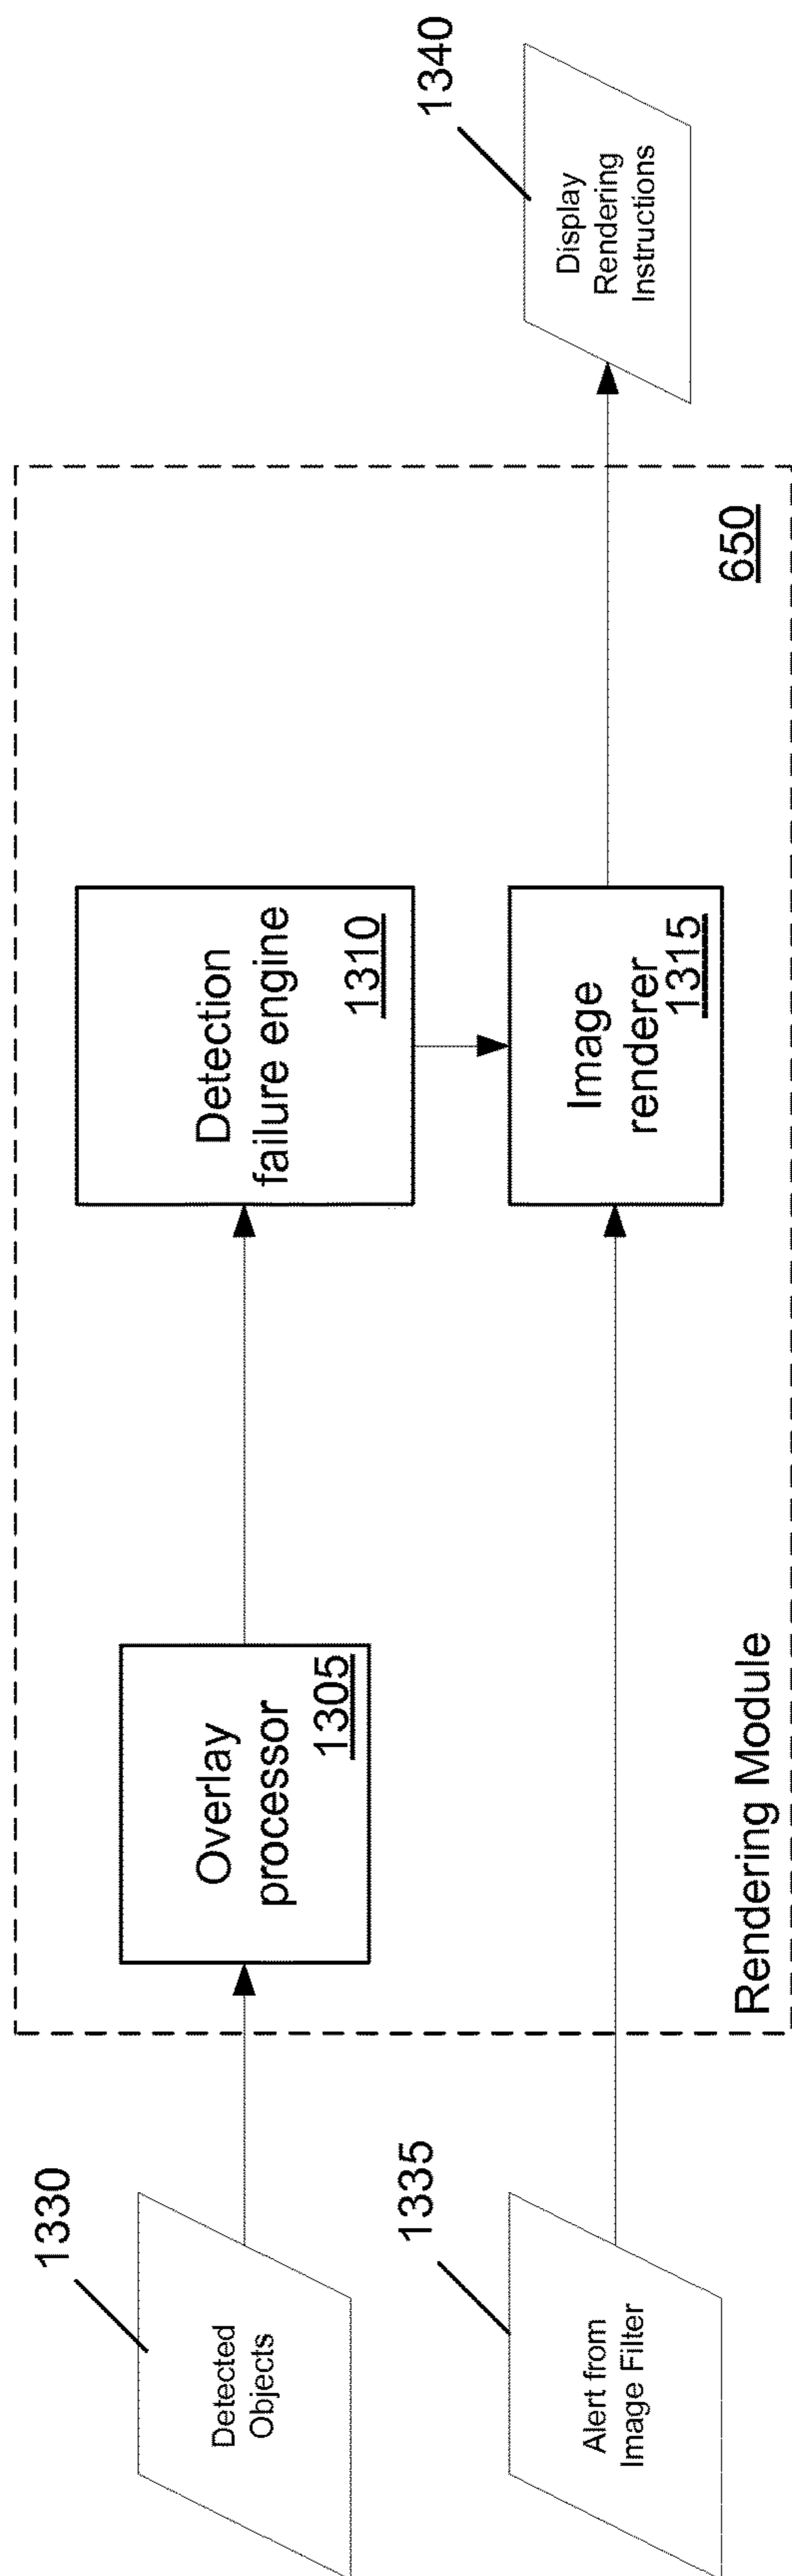 1330
Detected
Objects
1335
Alert from
Image Filter
Overlay
processor
1305
Detection
failure engine
1310
Image
renderer
1315
Rendering Module
650
1340
Display
Rendering
Instructions